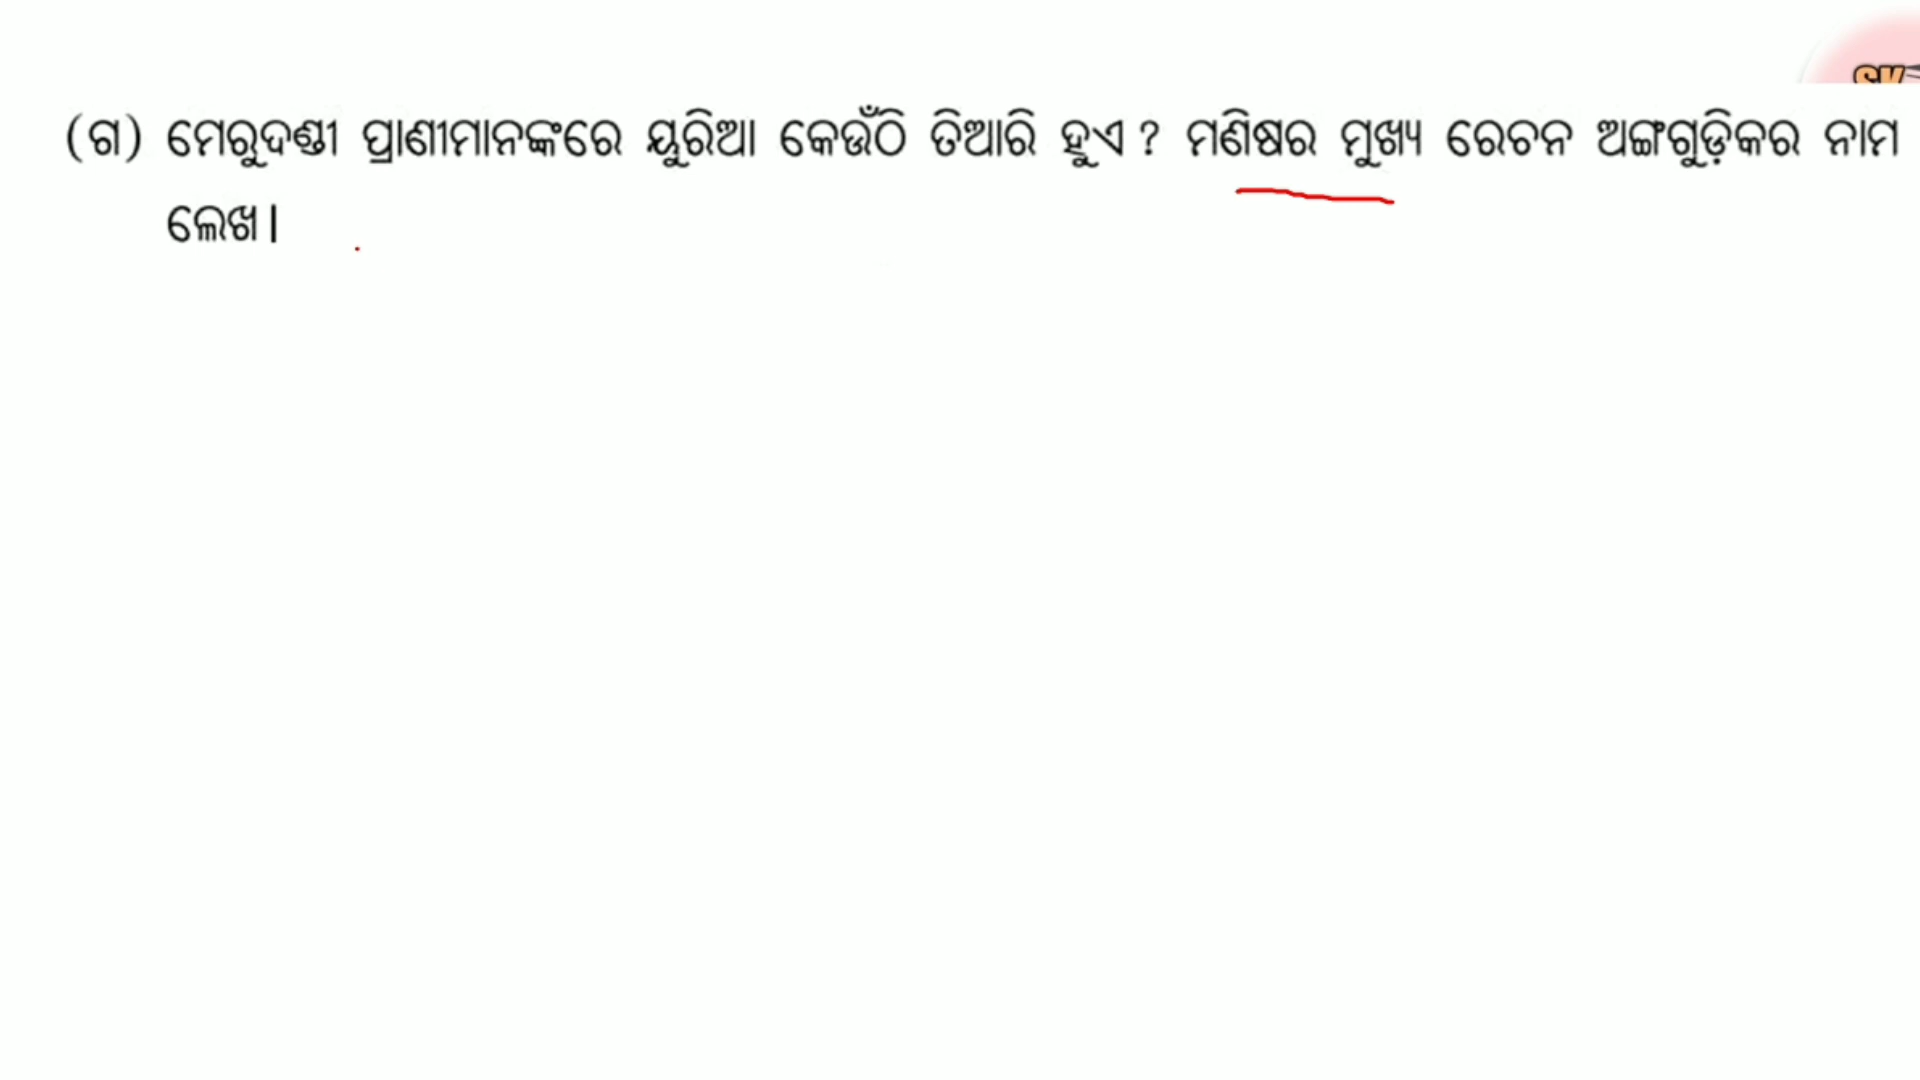 (ଗ) ମେରୁଦଣ୍ଡୀ ପ୍ରାଣୀମାନଙ୍କରେ ୟୁରିଆ କେଉଁଠି ତିଆରି ହୁଏ ? ମଣିଷର ମୁଖ୍ୟ ରେଚନ ଅଙ୍ଗଗୁଡ଼ିକର ନାମ
ଲେଖ।